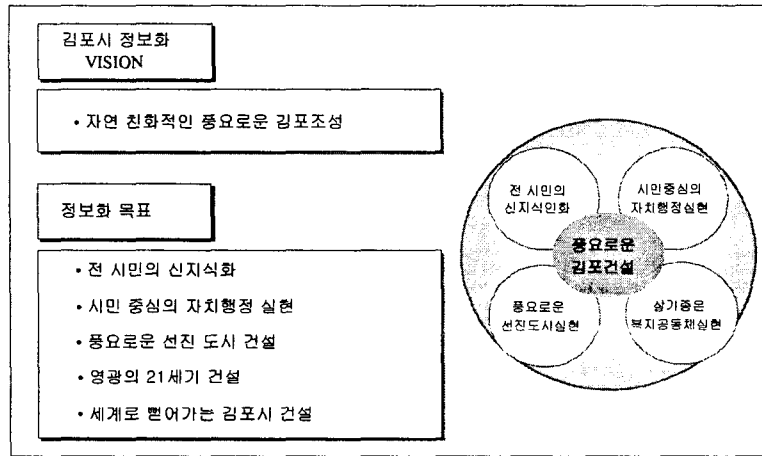 김포시 정보화
VISION
• 자연 친화적인 풍요로운 김포조성
정보화 목표
• 전 시민의 신지식화
• 시민 중심의 자치행정 실현
• 풍요로운 선진 도시 건설
• 영광의 21세기 건설
• 세계로 뻗어가는 김포시 건설
전 시민의
신지식인화
시민중심의
자치행정실현
풍요로운
김포건설
풍요로운
선진도시실현
살기좋은
복지공동체실현